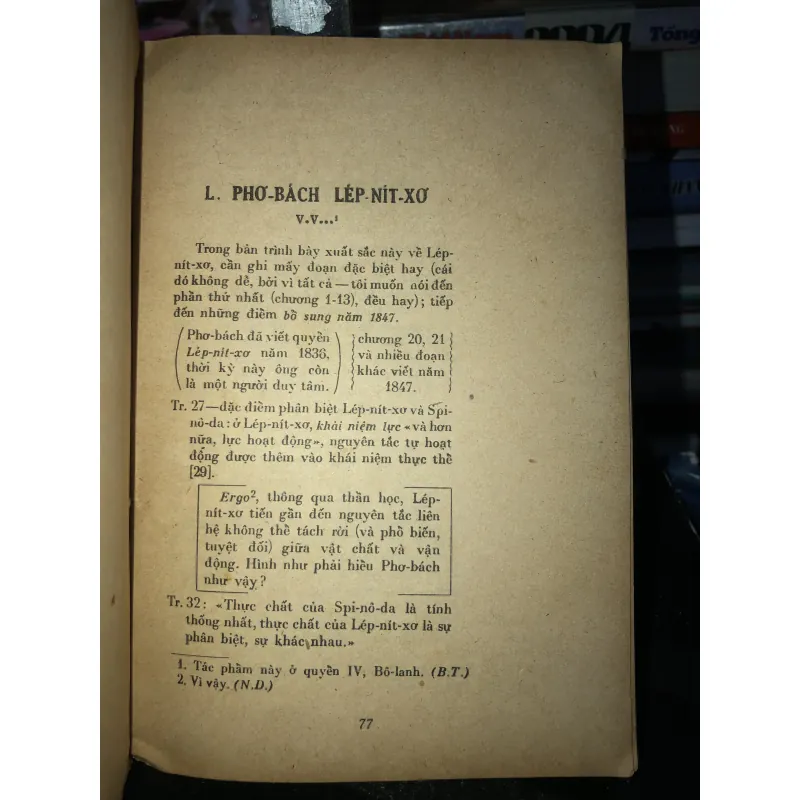 2004
Tổng
L. PHƠ-BÁCH LÉP-NÍT-XƠ
V.V...¹
Trong bản trình bày xuất sắc này về Lép-
nít-xơ, cần ghi mấy đoạn đặc biệt hay (cái
đó không dễ, bởi vì tất cả — tôi muốn nói đến
phần thứ nhất (chương 1-13), đều hay); tiếp
đến những điểm bổ sung năm 1847.
Phơ-bách đã viết quyển chương 20, 21
Lép-nít-xơ năm 1836, và nhiều đoạn
thời kỳ này ông còn khác viết năm
là một người duy tâm. 1847.
Tr. 27—đặc điểm phân biệt Lép-nít-xơ và Spi-
nô-da: ở Lép-nít-xơ, khái niệm lực «và hơn
nữa, lực hoạt động», nguyên tắc tự hoạt
động được thêm vào khái niệm thực thể
[29].
Ergo², thông qua thần học, Lép-
nít-xơ tiến gần đến nguyên tắc liên
hệ không thể tách rời (và phổ biến,
tuyệt đối) giữa vật chất và vận
động. Hình như phải hiểu Phơ-bách
như vậy?
Tr. 32: «Thực chất của Spi-nô-da là tính
thống nhất, thực chất của Lép-nít-xơ là sự
phân biệt, sự khác nhau.»
1. Tác phẩm này ở quyển IV, Bô-lanh. (B.T.)
2. Vì vậy. (N.D.)
77